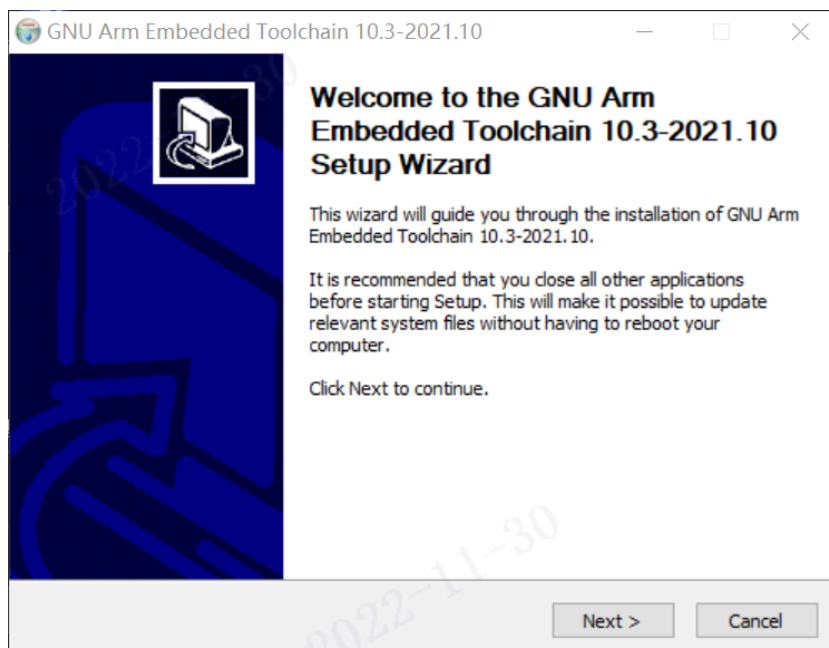 GNU Arm Embedded Toolchain 10.3-2021.10
Welcome to the GNU Arm
Embedded Toolchain 10.3-2021.10
Setup Wizard
This wizard will guide you through the installation of GNU Arm
Embedded Toolchain 10.3-2021.10.
It is recommended that you close all other applications
before starting Setup. This will make it possible to update
relevant system files without having to reboot your
computer.
Click Next to continue.
2022-11-30
Next >
Cancel